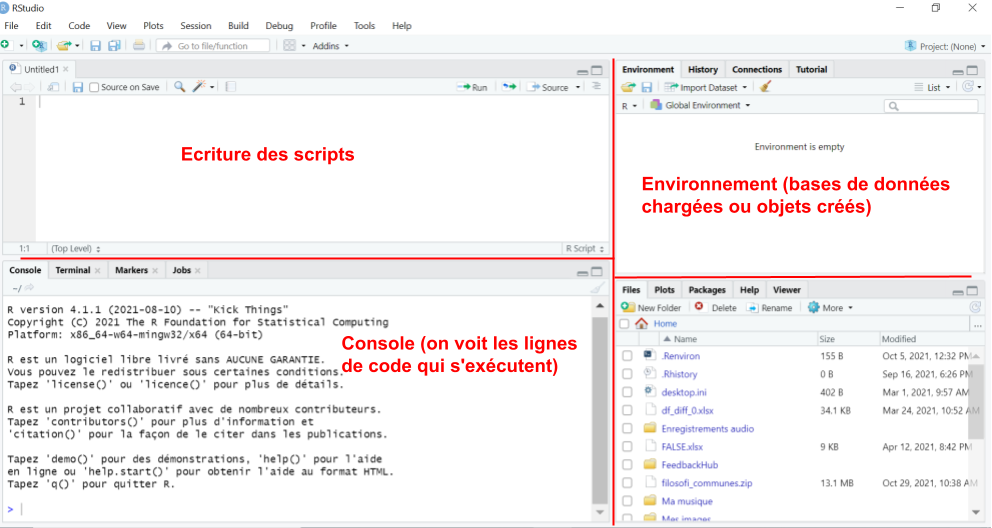 RStudio
File Edit Code View Plots Session Build Debug Profile Tools Help
Go to file/function Addins Project: (None)
Untitled1
Source on Save Run Source
1
Ecriture des scripts
1:1 (Top Level) R Script
Environment History Connections Tutorial
Import Dataset List
R Global Environment
Environment is empty
Environnement (bases de données
chargées ou objets créés)
Console Terminal Markers Jobs
~/
R version 4.1.1 (2021-08-10) -- "Kick Things"
Copyright (C) 2021 The R Foundation for Statistical Computing
Platform: x86_64-w64-mingw32/x64 (64-bit)
R est un logiciel libre livré sans AUCUNE GARANTIE.
Vous pouvez le redistribuer sous certaines conditions.
Tapez 'license()' ou 'licence()' pour plus de détails.
R est un projet collaboratif avec de nombreux contributeurs.
Tapez 'contributors()' pour plus d'information et
'citation()' pour la façon de le citer dans les publications.
Tapez 'demo()' pour des démonstrations, 'help()' pour l'aide
en ligne ou 'help.start()' pour obtenir l'aide au format HTML.
Tapez 'q()' pour quitter R.
>
Console (on voit les lignes
de code qui s'exécutent)
Files Plots Packages Help Viewer
New Folder Delete Rename More
Home ...
Name Size Modified
.Renviron 155 B Oct 5, 2021, 12:32 PM
.Rhistory 0 B Sep 16, 2021, 6:26 PM
desktop.ini 402 B Mar 1, 2021, 9:57 AM
df_diff_0.xlsx 34.1 KB Mar 24, 2021, 10:52 AM
Enregistrements audio
FALSE.xlsx 9 KB Apr 12, 2021, 8:42 PM
FeedbackHub
filosofi_communes.zip 13.1 MB Oct 29, 2021, 10:38 AM
Ma musique
Mes images